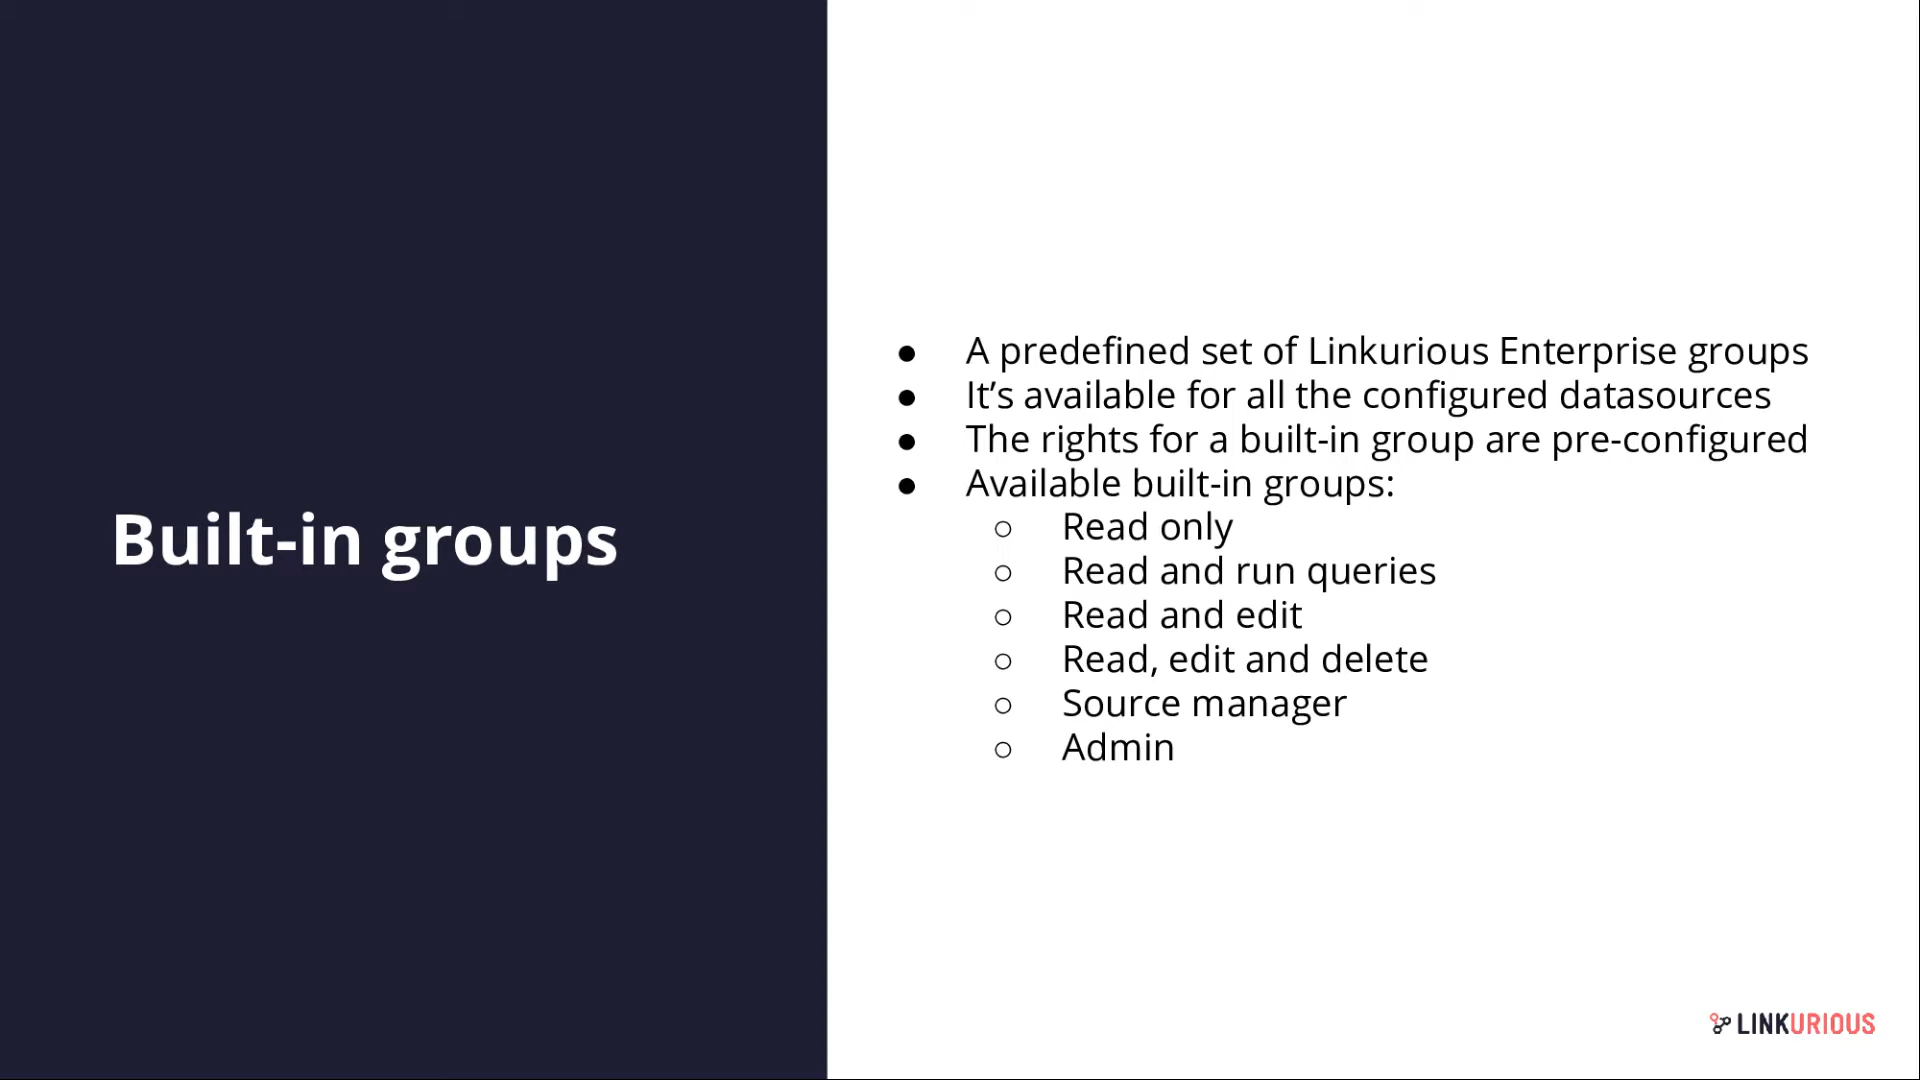 Built-in groups
● A predefined set of Linkurious Enterprise groups
● It’s available for all the configured datasources
● The rights for a built-in group are pre-configured
● Available built-in groups:
○ Read only
○ Read and run queries
○ Read and edit
○ Read, edit and delete
○ Source manager
○ Admin
LINKURIOUS